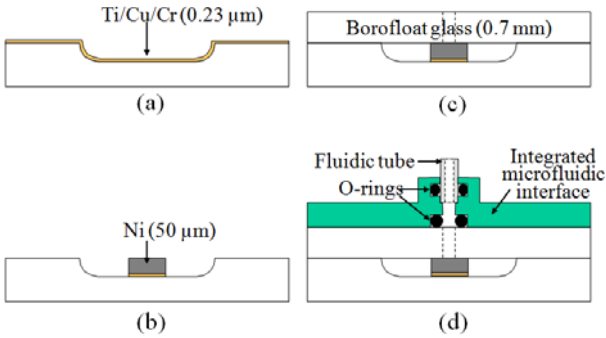 Ti/Cu/Cr (0.23 µm)
(a)
Borofloat glass (0.7 mm)
(c)
Ni (50 µm)
(b)
Fluidic tube
O-rings
Integrated
microfluidic
interface
(d)